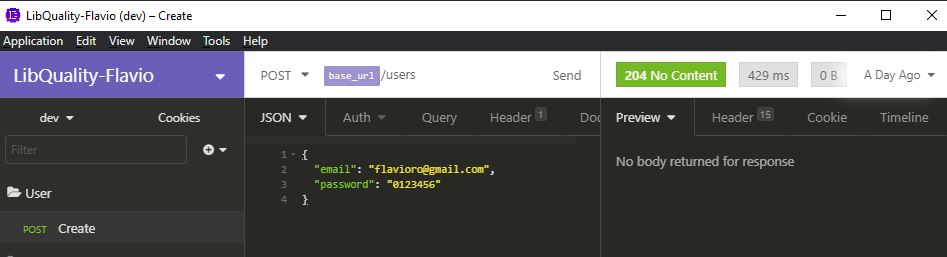 LibQuality-Flavio (dev) – Create
Application Edit View Window Tools Help
LibQuality-Flavio
POST base_url/users Send
204 No Content 429 ms 0 B A Day Ago
dev Cookies
JSON Auth Query Header 1 Doc
Preview Header 15 Cookie Timeline
Filter
1 {
2 "email": "flavioro@gmail.com",
3 "password": "0123456"
4 }
No body returned for response
User
POST Create